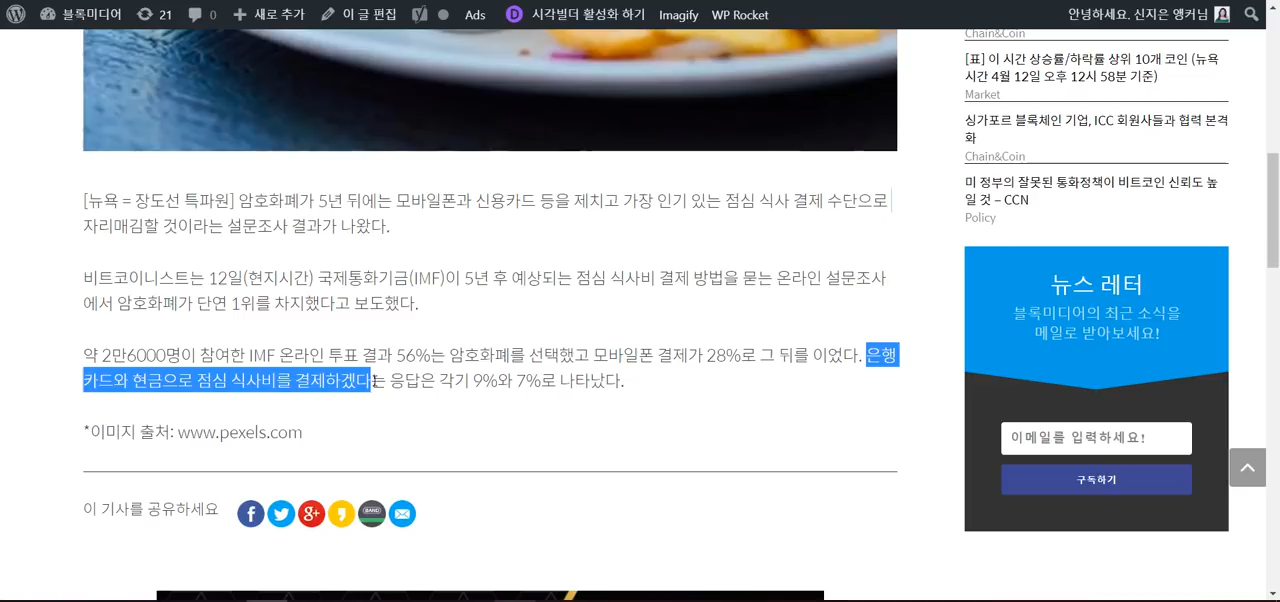 블록미디어 21 0 새로 추가 이 글 편집 Ads 시각빌더 활성화 하기 Imagify WP Rocket 안녕하세요. 신지은 앵커님
[뉴욕 = 장도선 특파원] 암호화폐가 5년 뒤에는 모바일폰과 신용카드 등을 제치고 가장 인기 있는 점심 식사 결제 수단으로
자리매김할 것이라는 설문조사 결과가 나왔다.
비트코이니스트는 12일(현지시간) 국제통화기금(IMF)이 5년 후 예상되는 점심 식사비 결제 방법을 묻는 온라인 설문조사
에서 암호화폐가 단연 1위를 차지했다고 보도했다.
약 2만6000명이 참여한 IMF 온라인 투표 결과 56%는 암호화폐를 선택했고 모바일폰 결제가 28%로 그 뒤를 이었다. 은행
카드와 현금으로 점심 식사비를 결제하겠다는 응답은 각기 9%와 7%로 나타났다.
*이미지 출처: www.pexels.com
이 기사를 공유하세요
BAND
Chain&Coin
[표] 이 시간 상승률/하락률 상위 10개 코인 (뉴욕
시간 4월 12일 오후 12시 58분 기준)
Market
싱가포르 블록체인 기업, ICC 회원사들과 협력 본격
화
Chain&Coin
미 정부의 잘못된 통화정책이 비트코인 신뢰도 높
일 것 – CCN
Policy
뉴스 레터
블록미디어의 최근 소식을
메일로 받아보세요!
이메일를 입력하세요!
구독하기